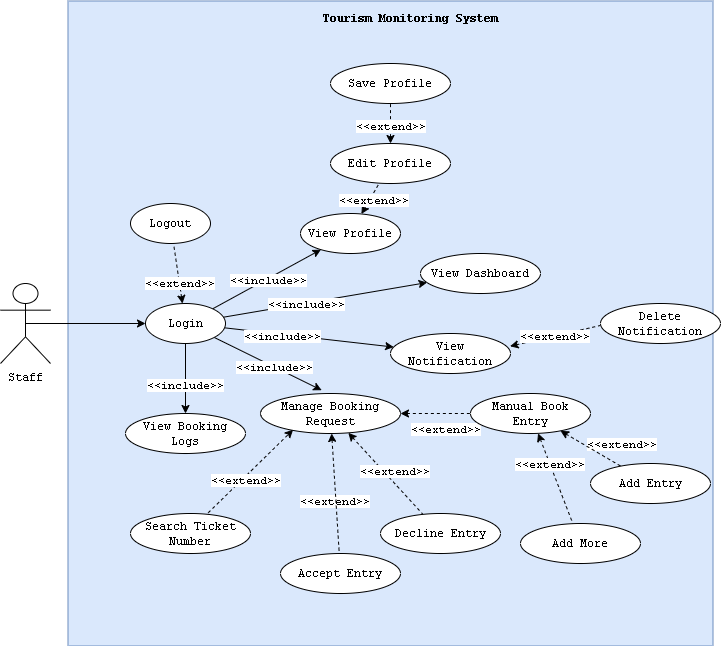 Tourism Monitoring System
Save Profile
<<extend>>
Edit Profile
<<extend>>
Logout
View Profile
<<extend>>
<<include>>
View Dashboard
<<include>>
Login
Delete
Notification
<<include>>
<<extend>>
View
Notification
Staff
<<include>>
<<include>>
Manage Booking
Request
Manual Book
Entry
<<extend>>
View Booking
Logs
<<extend>>
<<extend>>
<<extend>>
<<extend>>
Add Entry
<<extend>>
Search Ticket
Number
Decline Entry
Add More
Accept Entry